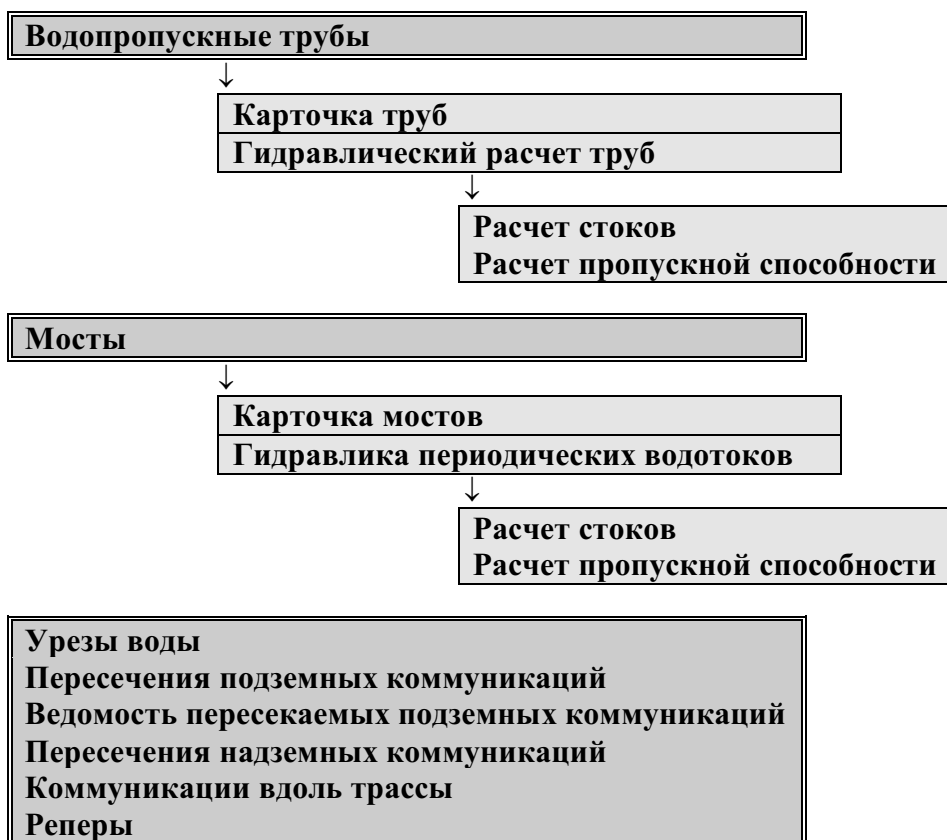 Водопропускные трубы
↓
Карточка труб
Гидравлический расчет труб
↓
Расчет стоков
Расчет пропускной способности
Мосты
↓
Карточка мостов
Гидравлика периодических водотоков
↓
Расчет стоков
Расчет пропускной способности
Урезы воды
Пересечения подземных коммуникаций
Ведомость пересекаемых подземных коммуникаций
Пересечения надземных коммуникаций
Коммуникации вдоль трассы
Реперы